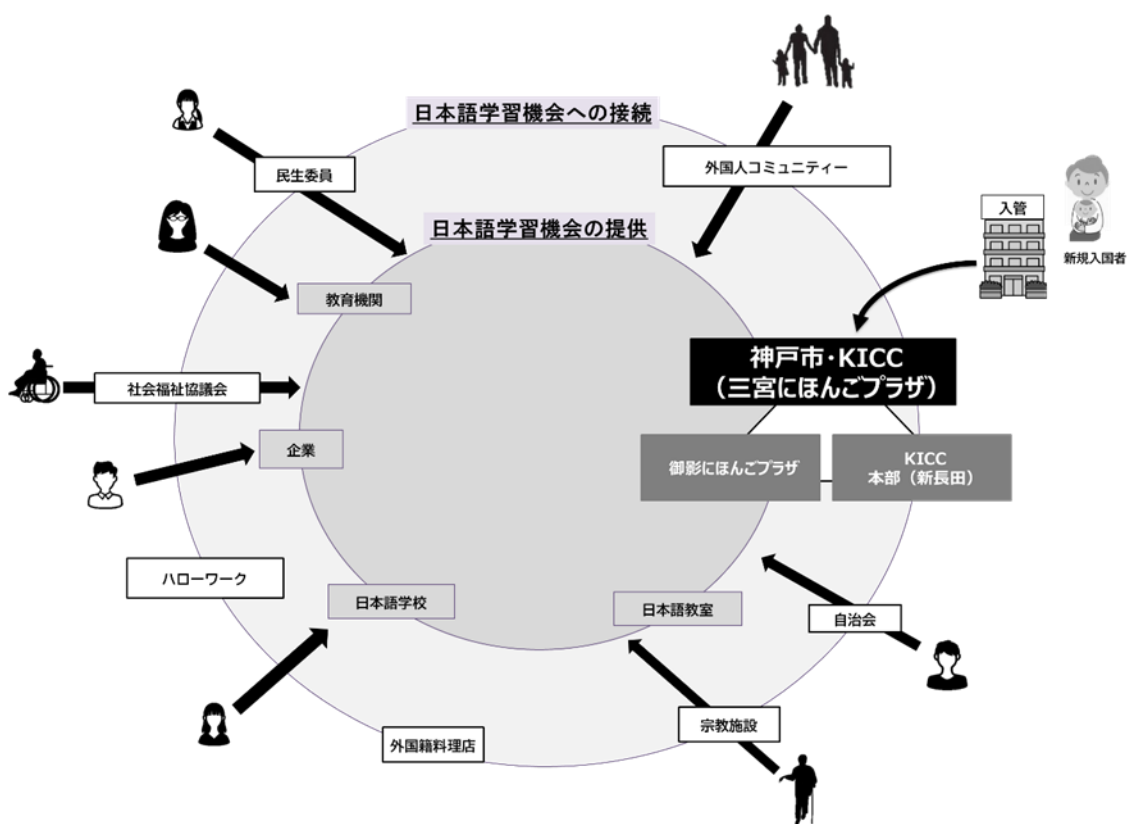 日本語学習機会への接続
民生委員
外国人コミュニティー
入管
新規入国者
日本語学習機会の提供
教育機関
神戸市・KICC
(三宮にほんごプラザ)
社会福祉協議会
企業
御影にほんごプラザ
KICC
本部(新長田)
ハローワーク
日本語学校
日本語教室
自治会
宗教施設
外国籍料理店